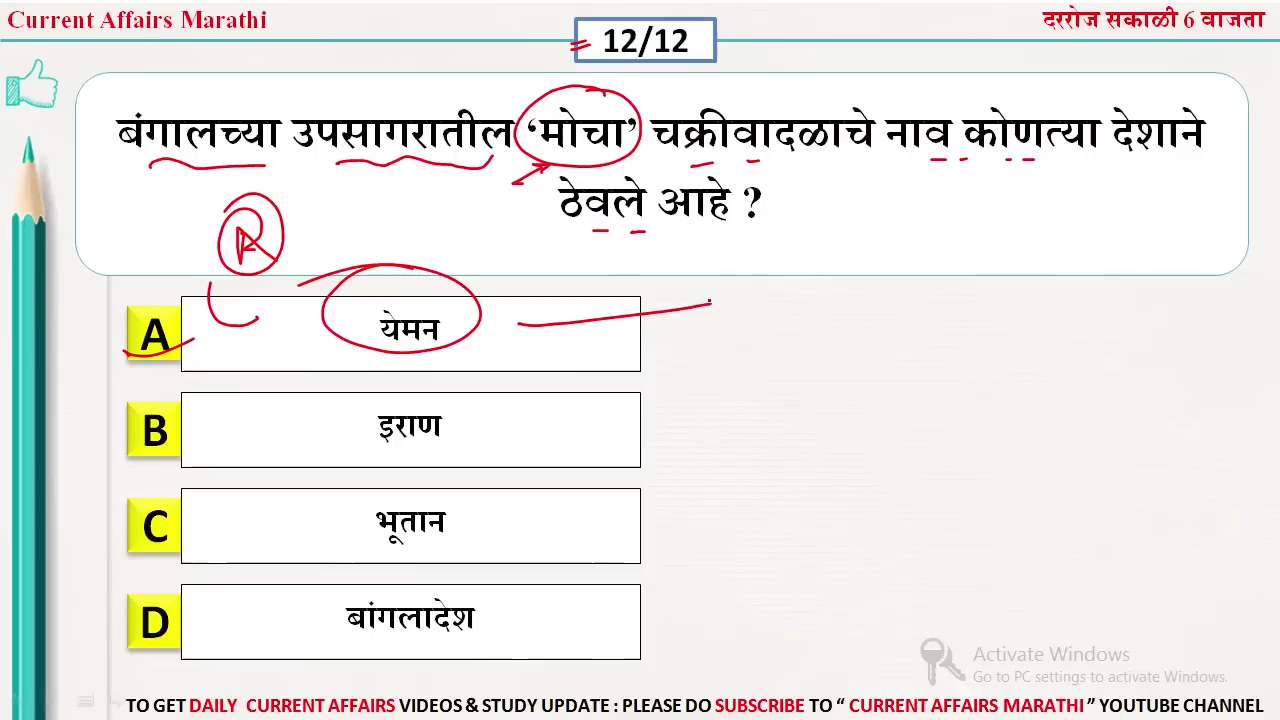 Current Affairs Marathi
दररोज सकाळी 6 वाजता
12/12
बंगालच्या उपसागरातील ‘मोचा’ चक्रीवादळाचे नाव कोणत्या देशाने
ठेवले आहे ?
A
येमन
B
इराण
C
भूतान
D
बांगलादेश
Activate Windows
Go to PC settings to activate Windows.
TO GET DAILY CURRENT AFFAIRS VIDEOS & STUDY UPDATE : PLEASE DO SUBSCRIBE TO “ CURRENT AFFAIRS MARATHI ” YOUTUBE CHANNEL